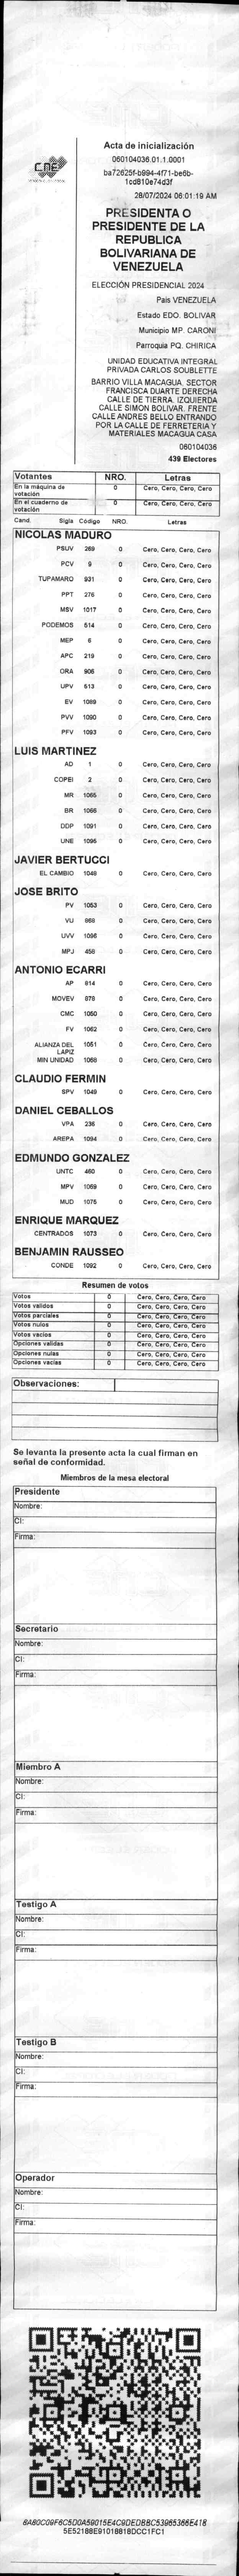 CNE
Acta de inicialización
060104036.01.1.0001
ba72625f-b994-4f71-be6b-
1cd810e74d3f
28/07/2024 06:01:19 AM
PRESIDENTA O
PRESIDENTE DE LA
REPUBLICA
BOLIVARIANA DE
VENEZUELA
ELECCIÓN PRESIDENCIAL 2024
País VENEZUELA
Estado EDO. BOLIVAR
Municipio MP. CARONI
Parroquia PQ. CHIRICA
UNIDAD EDUCATIVA INTEGRAL
PRIVADA CARLOS SOUBLETTE
BARRIO VILLA MACAGUA. SECTOR
FRANCISCA DUARTE DERECHA
CALLE DE TIERRA. IZQUIERDA
CALLE SIMON BOLIVAR. FRENTE
CALLE ANDRES BELLO ENTRANDO
POR LA CALLE DE FERRETERIA Y
MATERIALES MACAGUA CASA
060104036
439 Electores
Votantes NRO. Letras
En la máquina de votación 0 Cero, Cero, Cero, Cero
En el cuaderno de votación 0 Cero, Cero, Cero, Cero
Cand. Sigla Código NRO. Letras
NICOLAS MADURO
PSUV 269 0 Cero, Cero, Cero, Cero
PCV 9 0 Cero, Cero, Cero, Cero
TUPAMARO 931 0 Cero, Cero, Cero, Cero
PPT 276 0 Cero, Cero, Cero, Cero
MSV 1017 0 Cero, Cero, Cero, Cero
PODEMOS 514 0 Cero, Cero, Cero, Cero
MEP 6 0 Cero, Cero, Cero, Cero
APC 219 0 Cero, Cero, Cero, Cero
ORA 906 0 Cero, Cero, Cero, Cero
UPV 513 0 Cero, Cero, Cero, Cero
EV 1089 0 Cero, Cero, Cero, Cero
PVV 1090 0 Cero, Cero, Cero, Cero
PFV 1093 0 Cero, Cero, Cero, Cero
LUIS MARTINEZ
AD 1 0 Cero, Cero, Cero, Cero
COPEI 2 0 Cero, Cero, Cero, Cero
MR 1065 0 Cero, Cero, Cero, Cero
BR 1066 0 Cero, Cero, Cero, Cero
DDP 1091 0 Cero, Cero, Cero, Cero
UNE 1095 0 Cero, Cero, Cero, Cero
JAVIER BERTUCCI
EL CAMBIO 1048 0 Cero, Cero, Cero, Cero
JOSE BRITO
PV 1053 0 Cero, Cero, Cero, Cero
VU 868 0 Cero, Cero, Cero, Cero
UVV 1096 0 Cero, Cero, Cero, Cero
MPJ 458 0 Cero, Cero, Cero, Cero
ANTONIO ECARRI
AP 814 0 Cero, Cero, Cero, Cero
MOVEV 878 0 Cero, Cero, Cero, Cero
CMC 1050 0 Cero, Cero, Cero, Cero
FV 1062 0 Cero, Cero, Cero, Cero
ALIANZA DEL LAPIZ 1051 0 Cero, Cero, Cero, Cero
MIN UNIDAD 1068 0 Cero, Cero, Cero, Cero
CLAUDIO FERMIN
SPV 1049 0 Cero, Cero, Cero, Cero
DANIEL CEBALLOS
VPA 236 0 Cero, Cero, Cero, Cero
AREPA 1094 0 Cero, Cero, Cero, Cero
EDMUNDO GONZALEZ
UNTC 460 0 Cero, Cero, Cero, Cero
MPV 1069 0 Cero, Cero, Cero, Cero
MUD 1075 0 Cero, Cero, Cero, Cero
ENRIQUE MARQUEZ
CENTRADOS 1073 0 Cero, Cero, Cero, Cero
BENJAMIN RAUSSEO
CONDE 1092 0 Cero, Cero, Cero, Cero
Resumen de votos
Votos 0 Cero, Cero, Cero, Cero
Votos válidos 0 Cero, Cero, Cero, Cero
Votos parciales 0 Cero, Cero, Cero, Cero
Votos nulos 0 Cero, Cero, Cero, Cero
Votos vacíos 0 Cero, Cero, Cero, Cero
Opciones validas 0 Cero, Cero, Cero, Cero
Opciones nulas 0 Cero, Cero, Cero, Cero
Opciones vacías 0 Cero, Cero, Cero, Cero
Observaciones:
Se levanta la presente acta la cual firman en
señal de conformidad.
Miembros de la mesa electoral
Presidente
Nombre:
CI:
Firma:
Secretario
Nombre:
CI:
Firma:
Miembro A
Nombre:
CI:
Firma:
Testigo A
Nombre:
CI:
Firma:
Testigo B
Nombre:
CI:
Firma:
Operador
Nombre:
CI:
Firma:
8A80C09F6C5D0A59015E4C9DEDBBC53965366E418
5E52188E91018818DCC1FC1